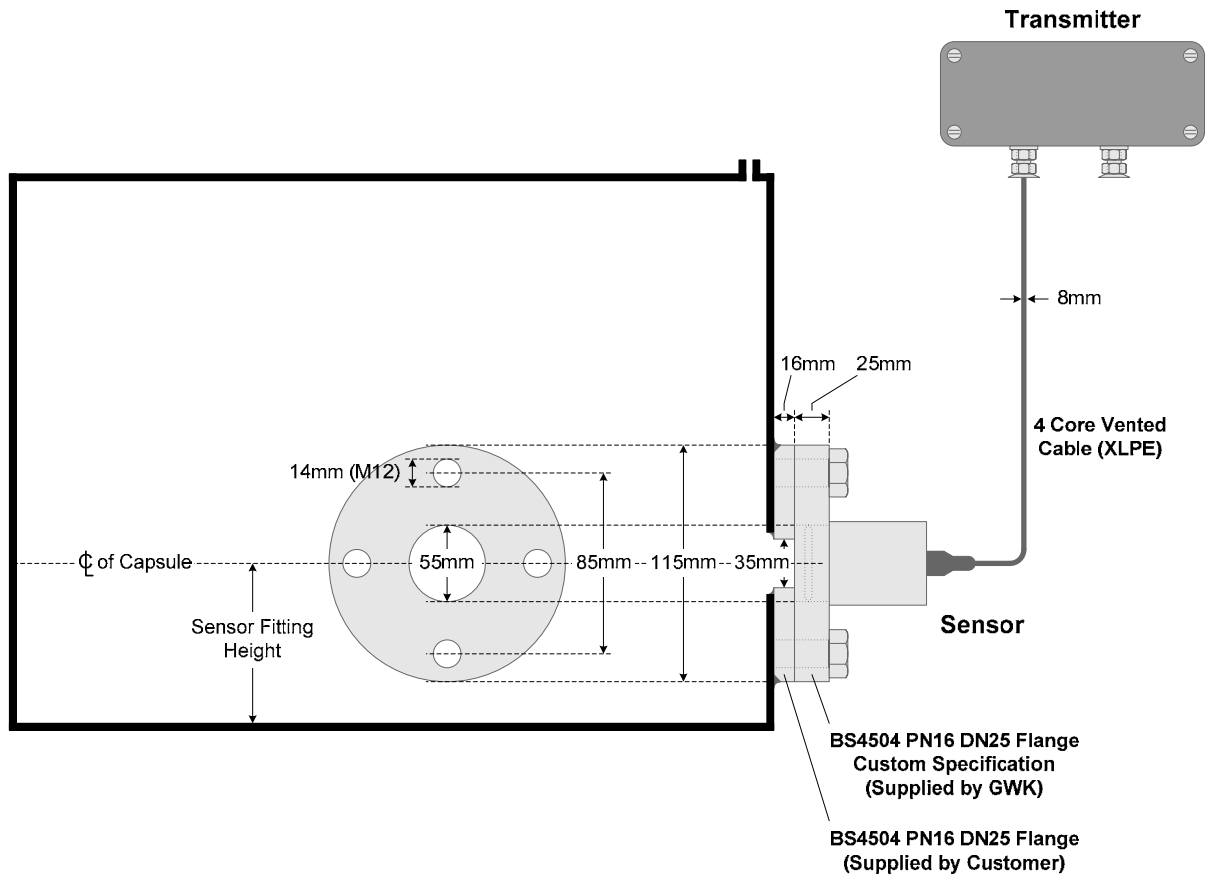 Transmitter
8mm
16mm
25mm
4 Core Vented
Cable (XLPE)
14mm (M12)
℄ of Capsule
55mm
85mm
115mm
35mm
Sensor Fitting
Height
Sensor
BS4504 PN16 DN25 Flange
Custom Specification
(Supplied by GWK)
BS4504 PN16 DN25 Flange
(Supplied by Customer)